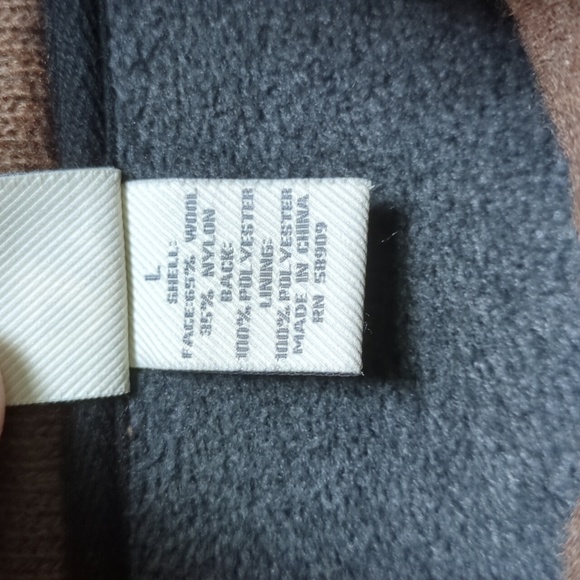 L
SHELL:
FACE:65% WOOL
35% NYLON
BACK:
100% POLYESTER
LINING:
100% POLYESTER
MADE IN CHINA
RN 58909